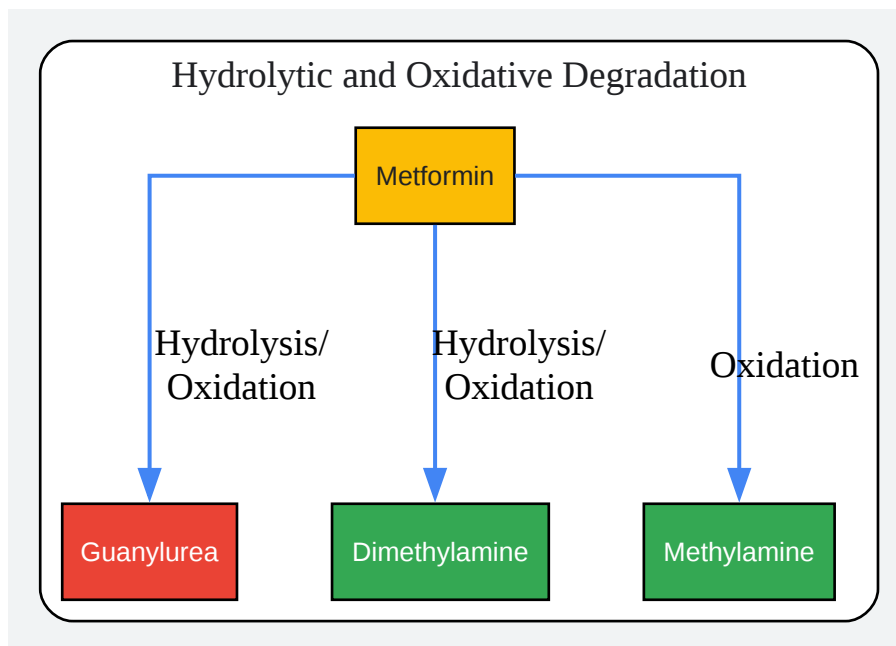 Hydrolytic and Oxidative Degradation
Metformin
Hydrolysis/
Oxidation
Hydrolysis/
Oxidation
Oxidation
Guanylurea
Dimethylamine
Methylamine